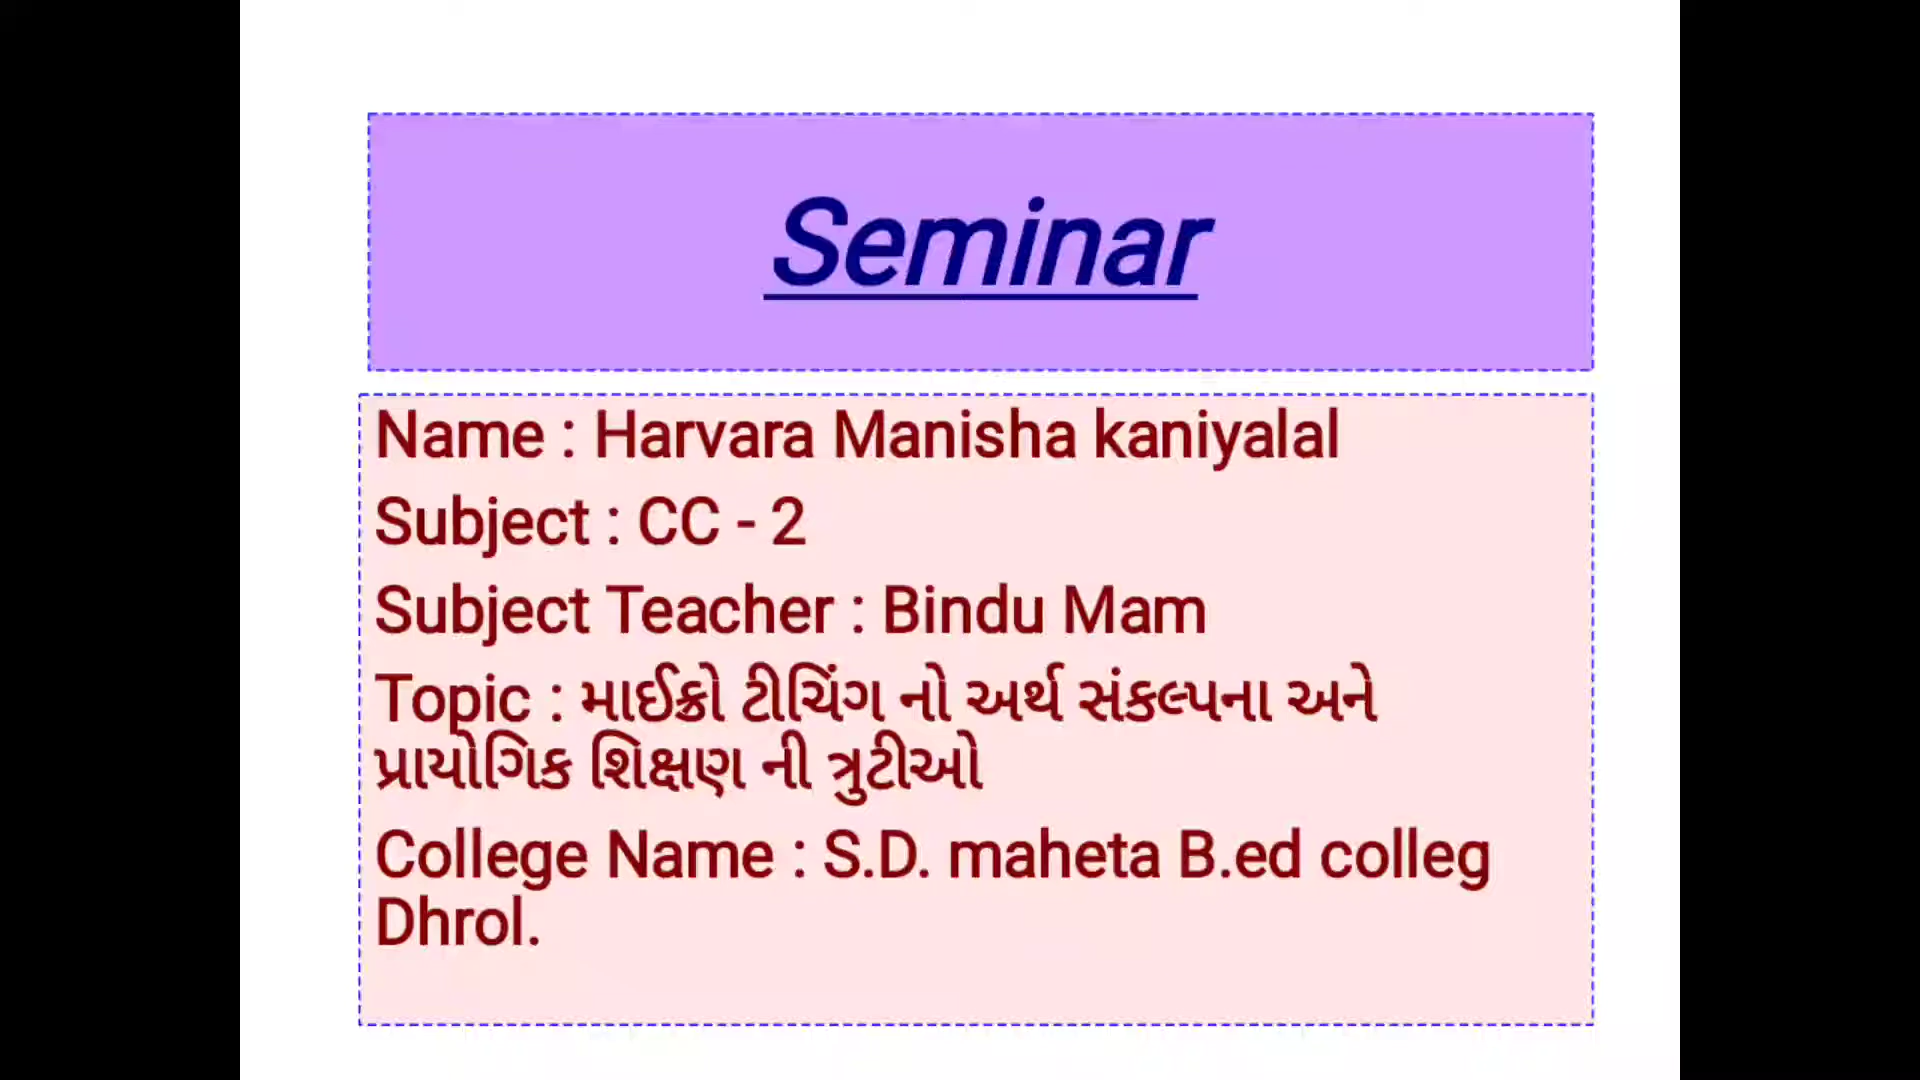 Seminar
Name : Harvara Manisha kaniyalal
Subject : CC - 2
Subject Teacher : Bindu Mam
Topic : માઈક્રો ટીચિંગ નો અર્થ સંકલ્પના અને
પ્રાયોગિક શિક્ષણ ની ત્રુટીઓ
College Name : S.D. maheta B.ed colleg
Dhrol.